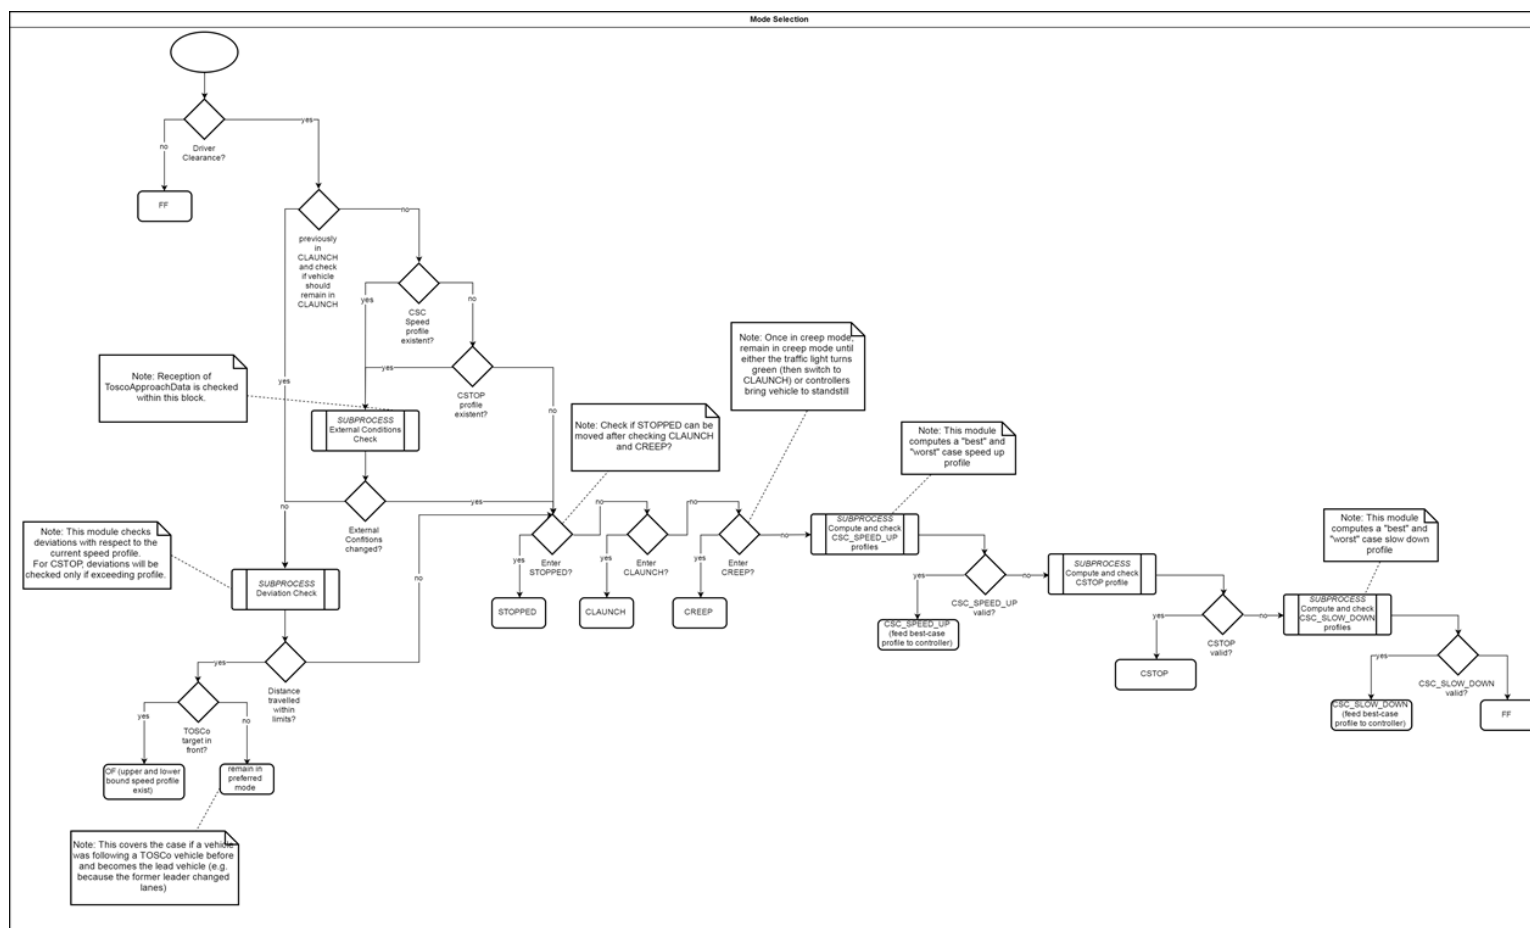 Mode Selection
Driver
Clearance?
no
yes
FF
previously
in
CLAUNCH
and check
if vehicle
should
remain in
CLAUNCH
no
yes
CSC
Speed
profile
existent?
yes
no
CSTOP
profile
existent?
yes
no
Note: Reception of
ToscoApproachData is checked
within this block.
SUBPROCESS
External Conditions
Check
External
Conftions
changed?
yes
no
Note: This module checks
deviations with respect to the
current speed profile.
For CSTOP, deviations will be
checked only if exceeding profile.
SUBPROCESS
Deviation Check
Distance
travelled
within
limits?
yes
no
TOSCo
target in
front?
yes
no
OF (upper and lower
bound speed profile
exist)
remain in
preferred
mode
Note: This covers the case if a vehicle
was following a TOSCo vehicle before
and becomes the lead vehicle (e.g.
because the former leader changed
lanes)
Note: Check if STOPPED can be
moved after checking CLAUNCH
and CREEP?
Enter
STOPPED?
yes
no
STOPPED
Enter
CLAUNCH?
yes
no
CLAUNCH
Note: Once in creep mode,
remain in creep mode until
either the traffic light turns
green (then switch to
CLAUNCH) or controllers
bring vehicle to standstill
Enter
CREEP?
yes
no
CREEP
Note: This module
computes a "best" and
"worst" case speed up
profile
SUBPROCESS
Compute and check
CSC_SPEED_UP
profiles
CSC_SPEED_UP
valid?
yes
no
CSC_SPEED_UP
(feed best-case
profile to controller)
SUBPROCESS
Compute and check
CSTOP profile
CSTOP
valid?
yes
no
CSTOP
Note: This module
computes a "best" and
"worst" case slow down
profile
SUBPROCESS
Compute and check
CSC_SLOW_DOWN
profiles
CSC_SLOW_DOWN
valid?
yes
no
CSC_SLOW_DOWN
(feed best-case
profile to controller)
FF